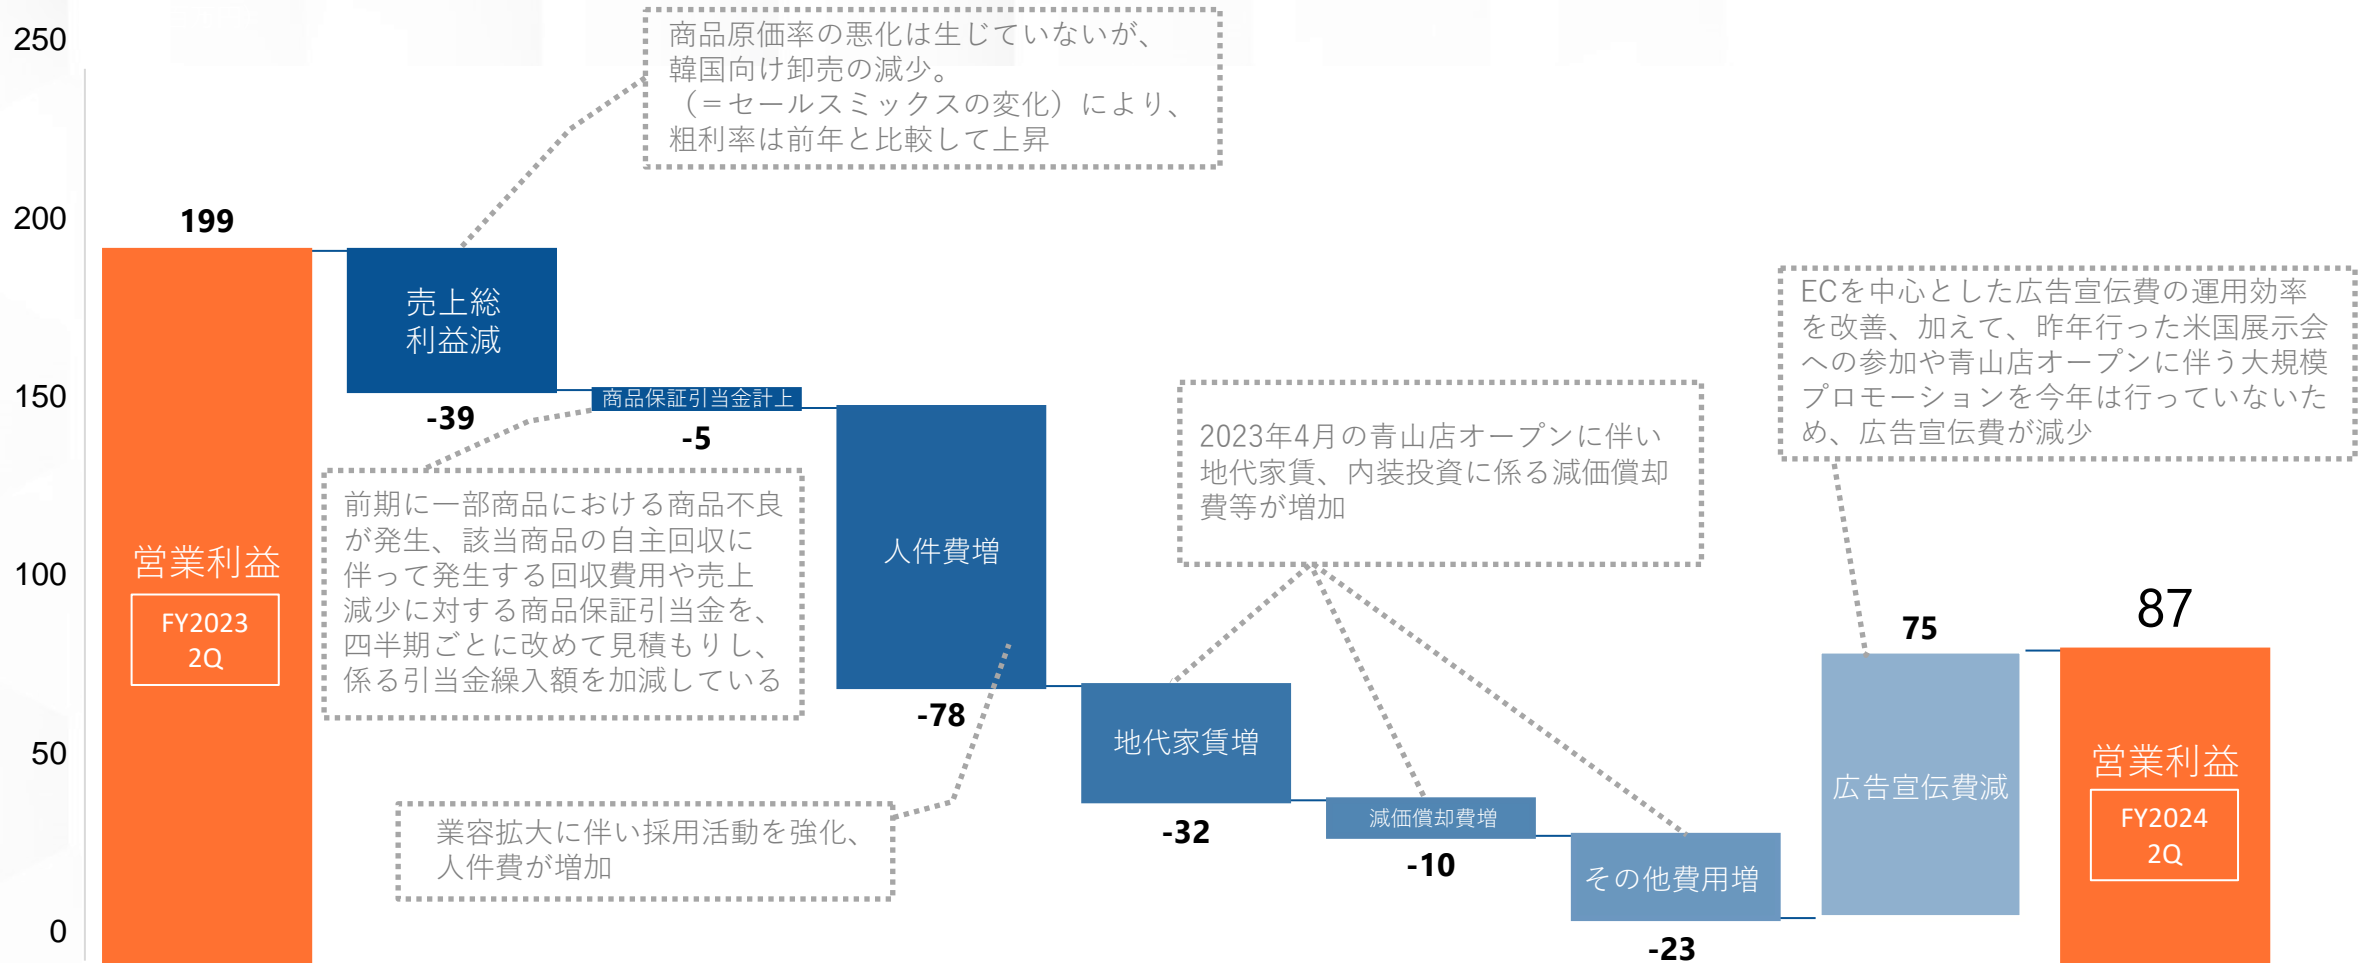 250
200
150
100
50
0
199
営業利益
FY2023
2Q
商品原価率の悪化は生じていないが、
韓国向け卸売の減少。
（＝セールスミックスの変化）により、
粗利率は前年と比較して上昇
売上総
利益減
-39
商品保証引当金計上
-5
前期に一部商品における商品不良
が発生、該当商品の自主回収に
伴って発生する回収費用や売上
減少に対する商品保証引当金を、
四半期ごとに改めて見積もりし、
係る引当金繰入額を加減している
人件費増
-78
業容拡大に伴い採用活動を強化、
人件費が増加
2023年4月の青山店オープンに伴い
地代家賃、内装投資に係る減価償却
費等が増加
地代家賃増
-32
減価償却費増
-10
その他費用増
-23
ECを中心とした広告宣伝費の運用効率
を改善、加えて、昨年行った米国展示会
への参加や青山店オープンに伴う大規模
プロモーションを今年は行っていないた
め、広告宣伝費が減少
75
広告宣伝費減
87
営業利益
FY2024
2Q